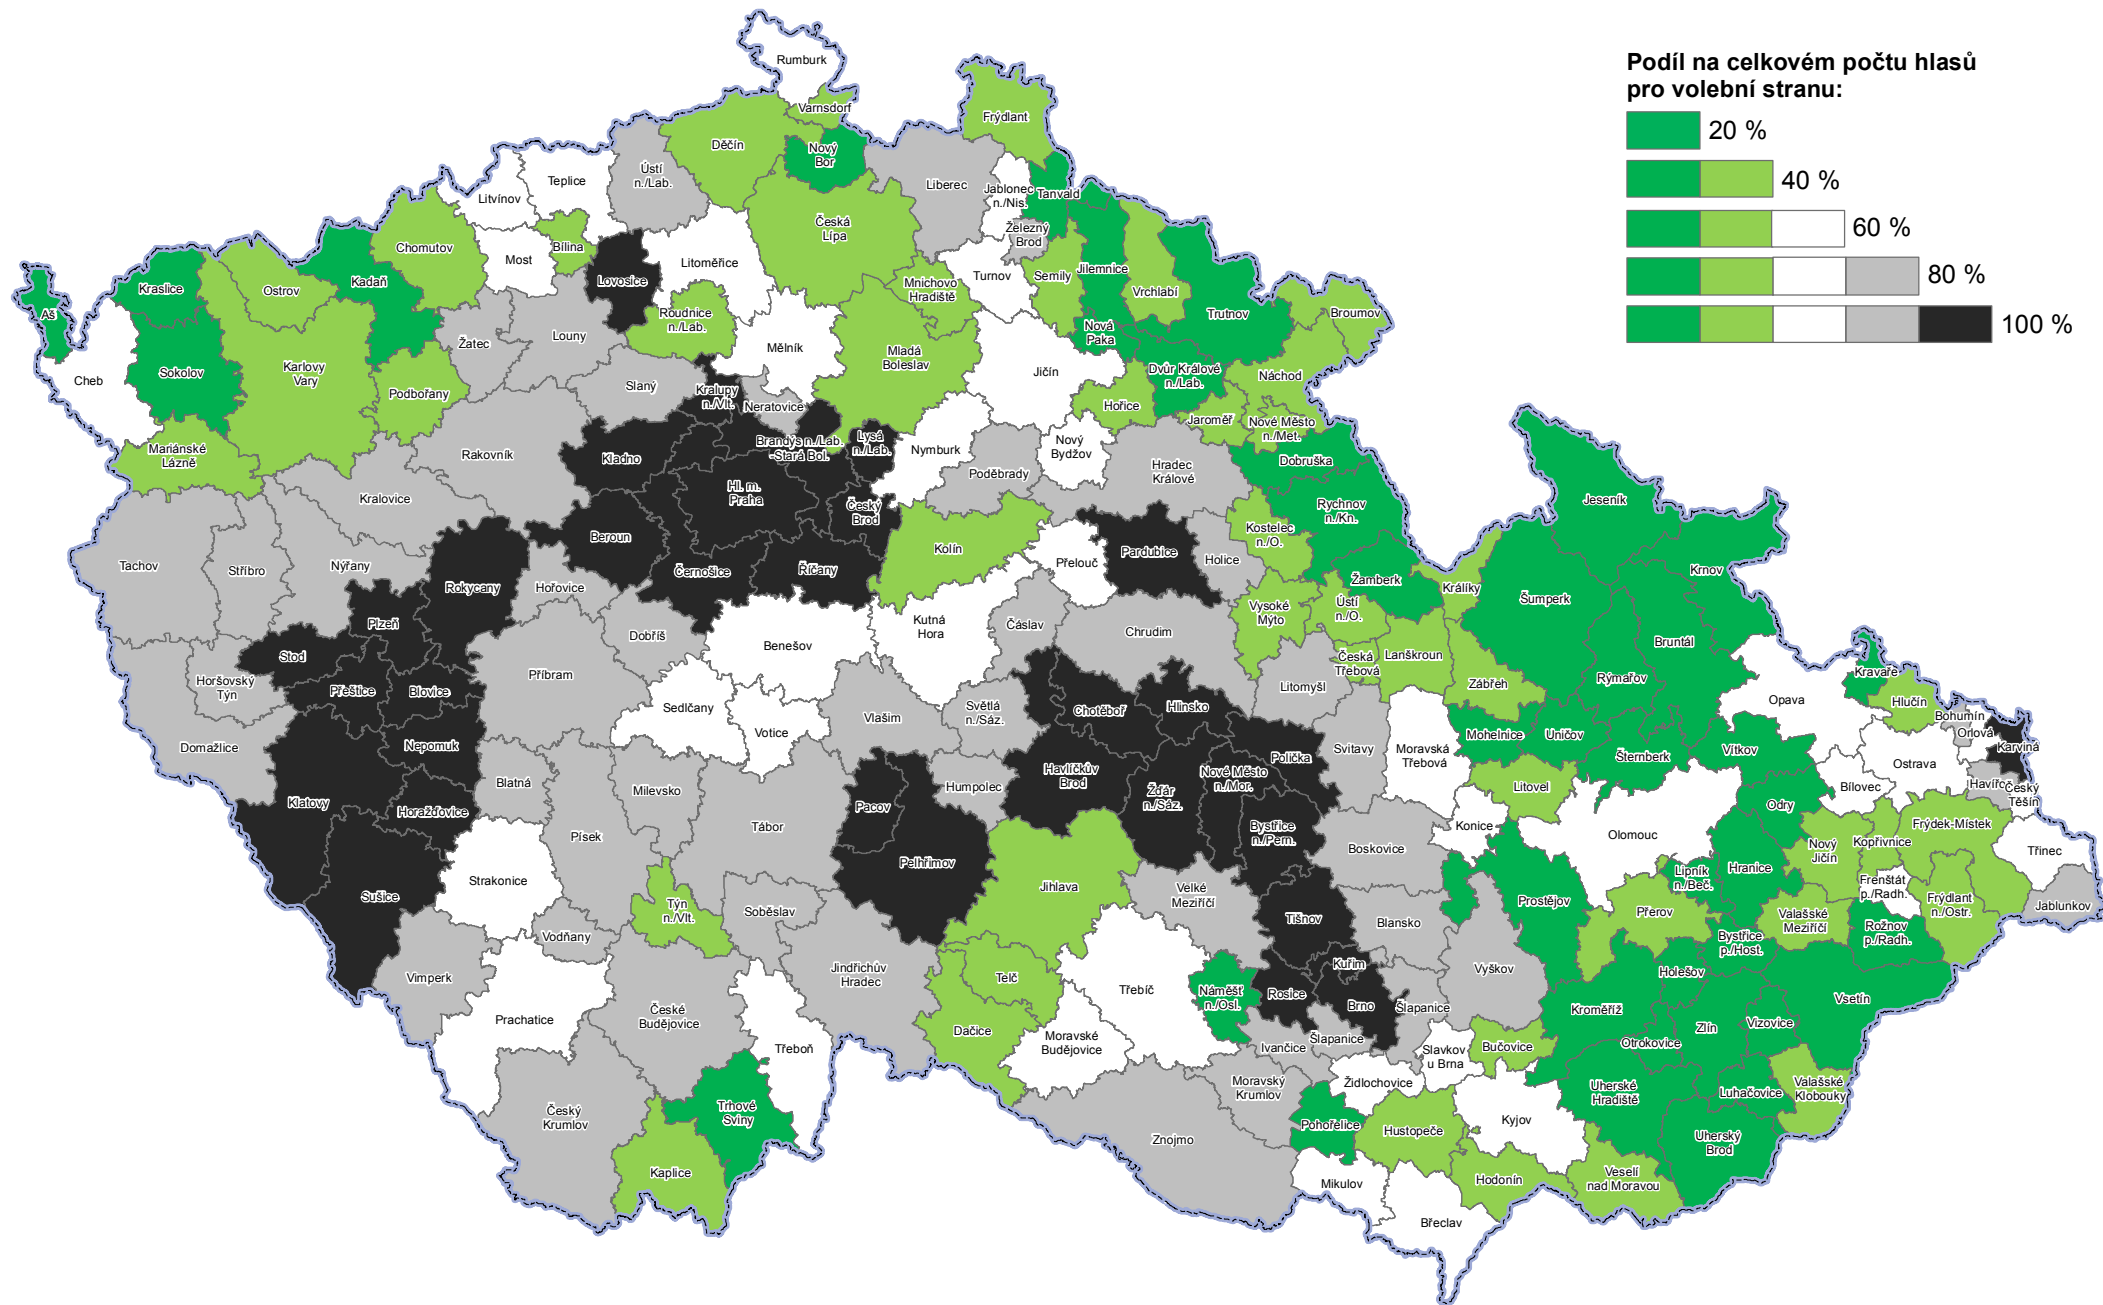 Podíl na celkovém počtu hlasů
pro volební stranu:
20 %
40 %
60 %
80 %
100 %
Rumburk
Varnsdorf
Frýdlant
Děčín
Nový
Bor
Ústí
n./Lab.
Teplice
Litvínov
Liberec
Jablonec
n./Nis.
Tanvald
Železný
Brod
Česká
Lípa
Bílina
Chomutov
Most
Lovosice
Litoměřice
Turnov
Semily
Jilemnice
Vrchlabí
Trutnov
Broumov
Mnichovo
Hradiště
Roudnice
n./Lab.
Kadaň
Ostrov
Kraslice
Aš
Nová
Paka
Žatec
Louny
Mělník
Mladá
Boleslav
Jičín
Dvůr Králové
n./Lab.
Náchod
Cheb
Sokolov
Karlovy
Vary
Podbořany
Slaný
Kralupy
n./Vlt.
Neratovice
Hořice
Jaroměř
Nové Město
n./Met.
Mariánské
Lázně
Rakovník
Kladno
Brandýs n./Lab.
-Stará Bol.
Lysá
n./Lab.
Nymburk
Poděbrady
Nový
Bydžov
Hradec
Králové
Dobruška
Kralovice
Hl. m.
Praha
Český
Brod
Rychnov
n./Kn.
Jeseník
Kostelec
n./O.
Tachov
Stříbro
Nýřany
Rokycany
Beroun
Hořovice
Černošice
Říčany
Kolín
Přelouč
Pardubice
Holice
Žamberk
Králíky
Šumperk
Krnov
Plzeň
Dobříš
Benešov
Kutná
Hora
Čáslav
Chrudim
Vysoké
Mýto
Ústí
n./O.
Česká
Třebová
Lanškroun
Bruntál
Stod
Horšovský
Týn
Přeštice
Blovice
Příbram
Sedlčany
Votice
Vlašim
Světlá
n./Sáz.
Chotěboř
Hlinsko
Litomyšl
Zábřeh
Rýmařov
Opava
Kravaře
Hlučín
Bohumín
Orlová
Karviná
Domažlice
Nepomuk
Svitavy
Moravská
Třebová
Mohelnice
Uničov
Šternberk
Vítkov
Ostrava
Polička
Klatovy
Horažďovice
Blatná
Milevsko
Písek
Tábor
Pacov
Humpolec
Havlíčkův
Brod
Žďár
n./Sáz.
Nové Město
n./Mor.
Bystřice
n./Pern.
Litovel
Odry
Bílovec
Český
Těšín
Boskovice
Konice
Olomouc
Nový
Jičín
Kopřivnice
Frýdek-Místek
Třinec
Sušice
Strakonice
Týn
n./Vlt.
Soběslav
Pelhřimov
Jihlava
Velké
Meziříčí
Tišnov
Blansko
Prostějov
Lipník
n./Beč.
Hranice
Frenštát
p./Radh.
Frýdlant
n./Ostr.
Jablunkov
Přerov
Valašské
Meziříčí
Rožnov
p./Radh.
Vimperk
Vodňany
Jindřichův
Hradec
Telč
Třebíč
Náměšť
n./Osl.
Rosice
Kuřim
Brno
Šlapanice
Vyškov
Bystřice
p./Host.
Holešov
Vsetín
Prachatice
České
Budějovice
Třeboň
Dačice
Moravské
Budějovice
Ivančice
Šlapanice
Slavkov
u Brna
Bučovice
Kroměříž
Otrokovice
Zlín
Vizovice
Český
Krumlov
Trhové
Sviny
Kaplice
Znojmo
Moravský
Krumlov
Židlochovice
Pohořelice
Hustopeče
Kyjov
Uherské
Hradiště
Luhačovice
Valašské
Klobouky
Uherský
Brod
Mikulov
Břeclav
Hodonín
Veselí
nad Moravou